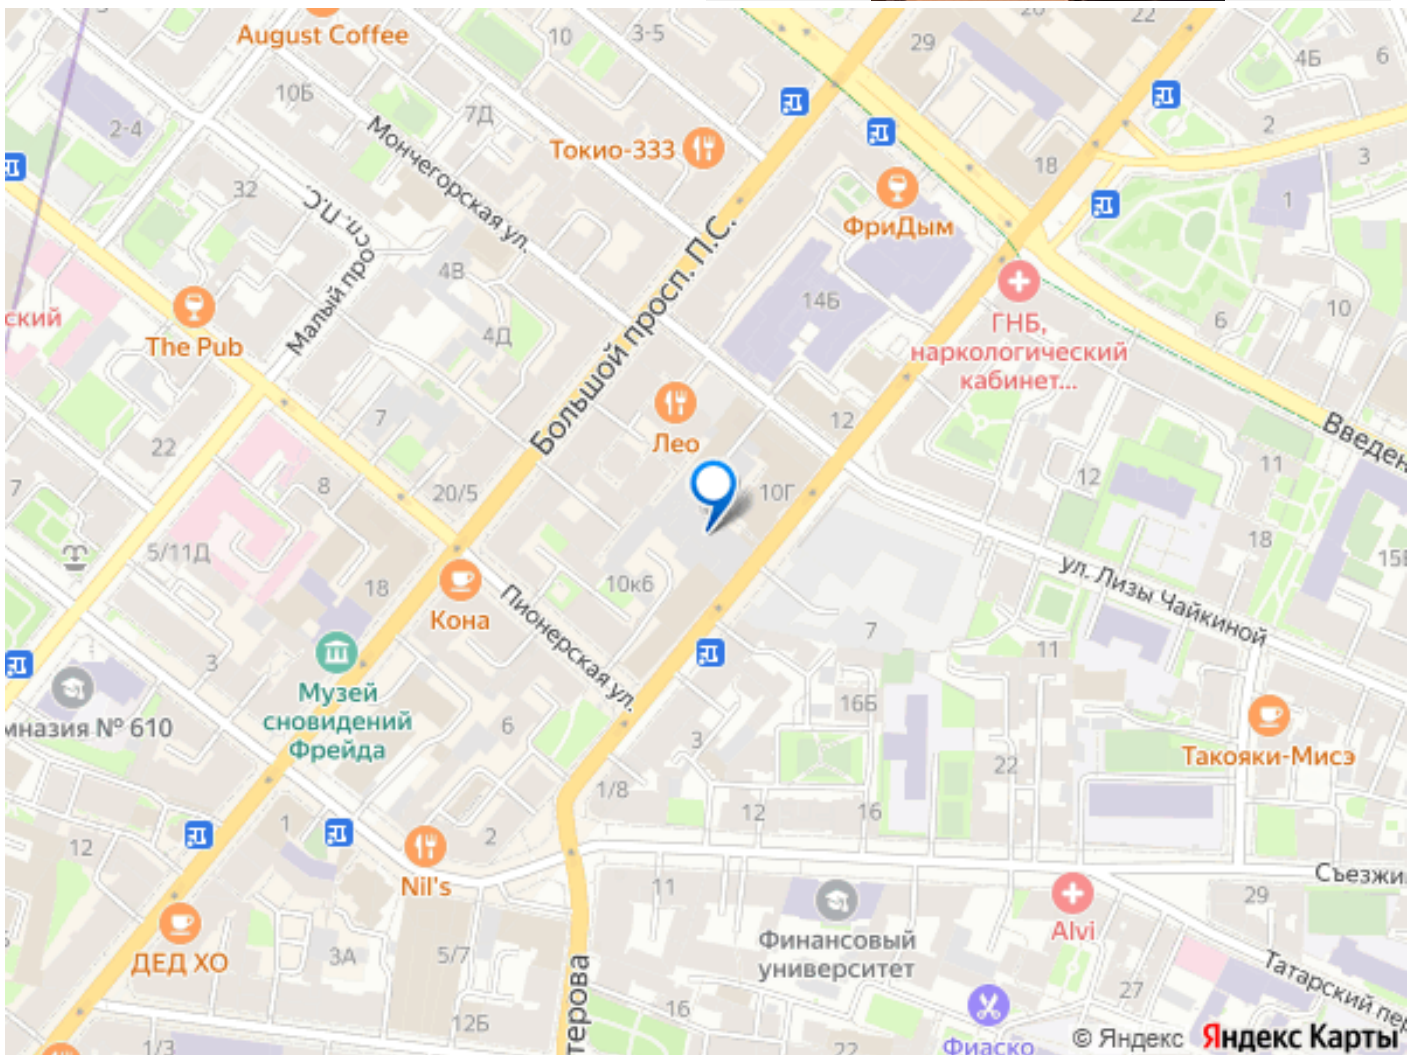 August Coffee
10
3-5
29
20
22
4Б
6
10Б
7Д
2-4
2
Токио-333
Мончегорская ул.
3
18
32
1
Малый просп. П.С.
ФриДым
4В
Большой просп. П.С.
14Б
ский
The Pub
4Д
6
10
ГНБ,
наркологический
кабинет...
7
Лео
12
22
11
12
7
8
20/5
10Г
5/11Д
18
15Б
18
10к6
ул. Лизы Чайкиной
Кона
Пионерская ул.
7
11
3
Музей
сновидений
Фрейда
мназия № 610
6
16Б
3
22
Такояки-Мисэ
1/8
12
16
1
2
12
Nil's
11
Съезжи
29
Alvi
Финансовый
университет
ДЕД ХО
3А
5/7
Татарский пер
27
терова
16
12Б
1/3
22
Фиаско
© Яндекс Яндекс Карты